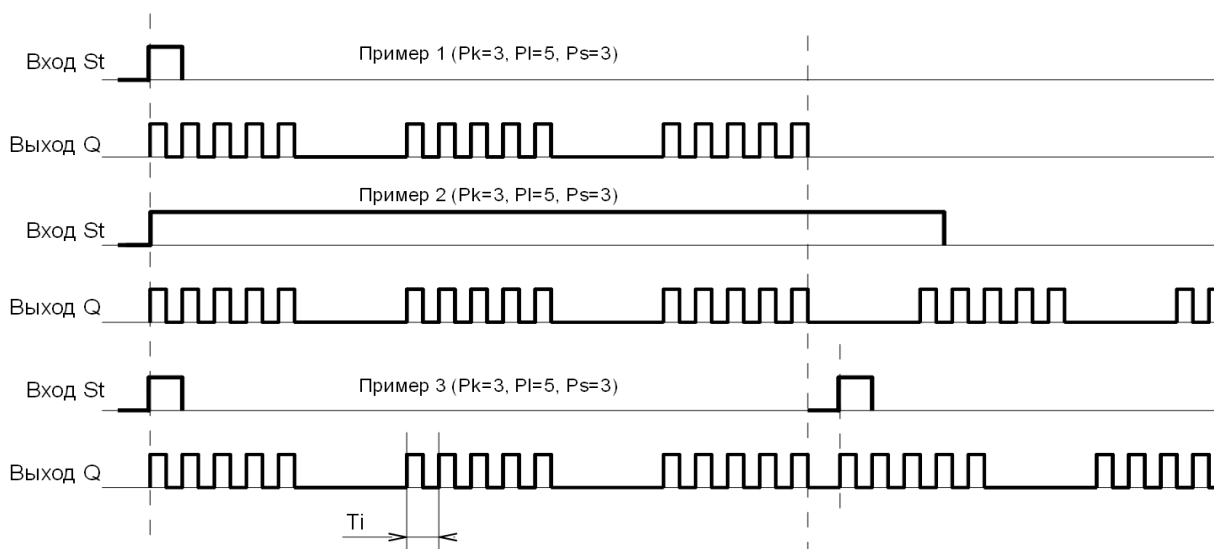 Вход St
Пример 1 (Pk=3, Pl=5, Ps=3)
Выход Q
Пример 2 (Pk=3, Pl=5, Ps=3)
Вход St
Выход Q
Вход St
Пример 3 (Pk=3, Pl=5, Ps=3)
Выход Q
Ti